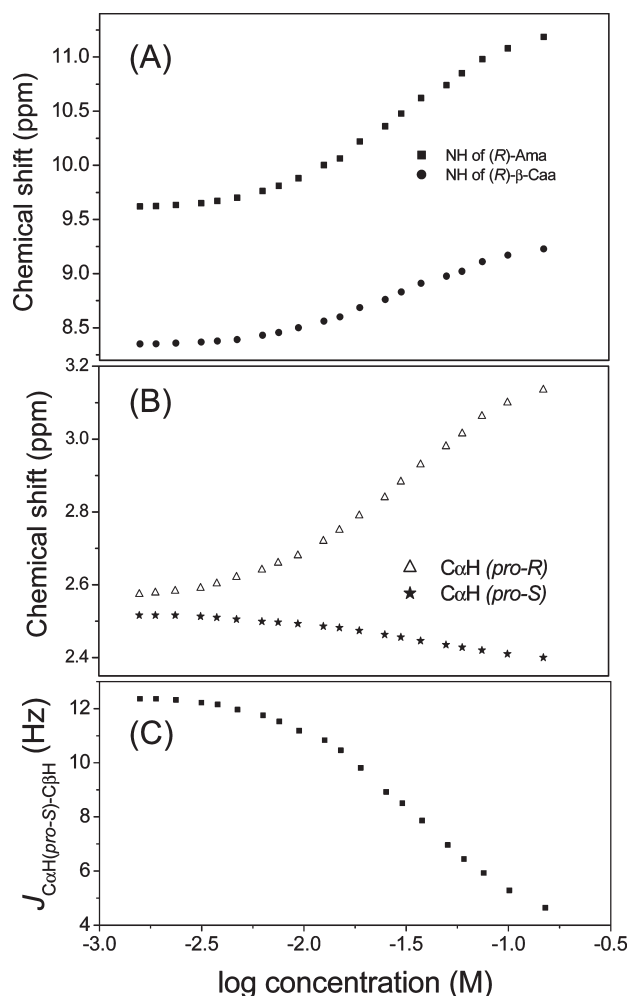 (A)
Chemical shift (ppm)
11.0
10.5
10.0
9.5
9.0
8.5
NH of (R)-Ama
NH of (R)-β-Caa
(B)
Chemical shift (ppm)
3.2
3.0
2.8
2.6
2.4
CαH (pro-R)
CαH (pro-S)
(C)
J CαH(pro-S)-CβH (Hz)
12
10
8
6
4
-3.0 -2.5 -2.0 -1.5 -1.0 -0.5
log concentration (M)